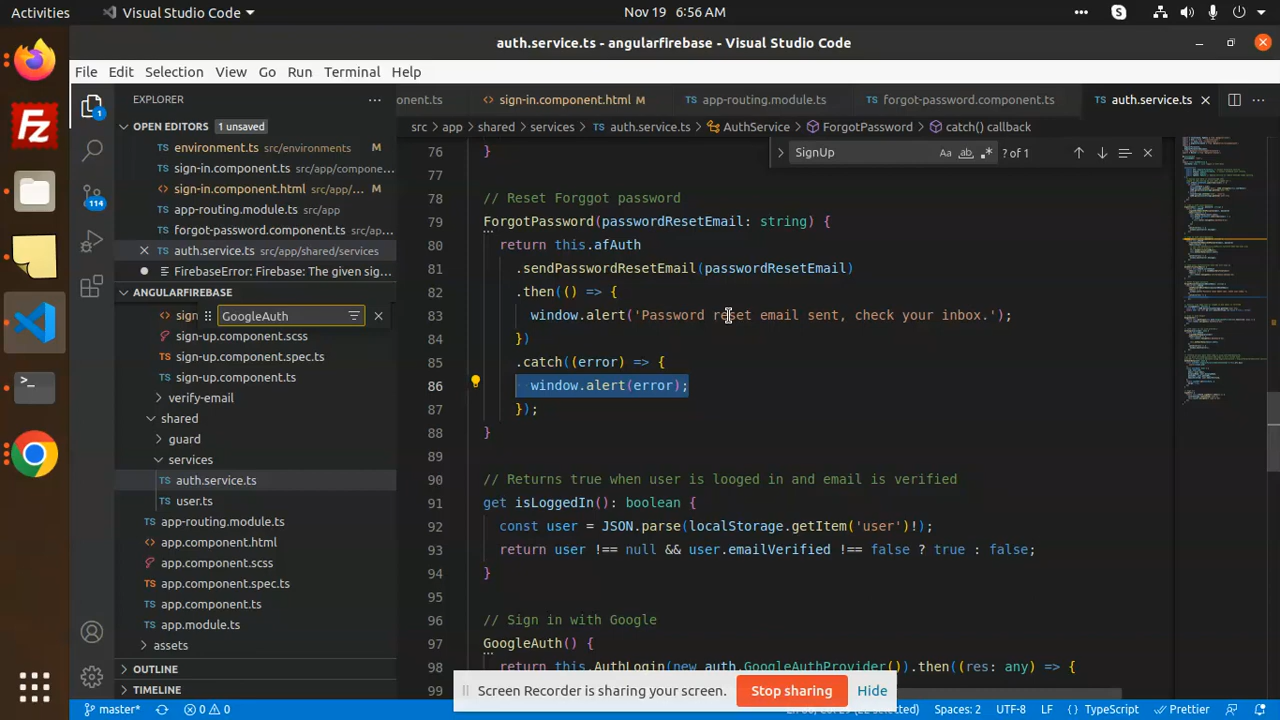 Activities
Visual Studio Code
Nov 19 6:56 AM
auth.service.ts - angularfirebase - Visual Studio Code
File Edit Selection View Go Run Terminal Help
EXPLORER
OPEN EDITORS 1 unsaved
environment.ts src/environments
sign-in.component.ts src/app/compone...
sign-in.component.html src/app/... M
app-routing.module.ts src/app
forgot-password.component.ts src/app...
auth.service.ts src/app/shared/services
FirebaseError: Firebase: The given sig...
ANGULARFIREBASE
sign
GoogleAuth
sign-up.component.scss
sign-up.component.spec.ts
sign-up.component.ts
verify-email
shared
guard
services
auth.service.ts
user.ts
app-routing.module.ts
app.component.html
app.component.scss
app.component.spec.ts
app.component.ts
app.module.ts
assets
OUTLINE
TIMELINE
1
114
onent.ts
sign-in.component.html M
app-routing.module.ts
forgot-password.component.ts
auth.service.ts
src > app > shared > services > auth.service.ts > AuthService > ForgotPassword > catch() callback
SignUp
Aa ab .* ? of 1
76 }
77
78 // Reset Forggot password
79 ForgotPassword(passwordResetEmail: string) {
80 return this.afAuth
81 .sendPasswordResetEmail(passwordResetEmail)
82 .then(() => {
83 window.alert('Password reset email sent, check your inbox.');
84 })
85 .catch((error) => {
86 window.alert(error);
87 });
88 }
89
90 // Returns true when user is looged in and email is verified
91 get isLoggedIn(): boolean {
92 const user = JSON.parse(localStorage.getItem('user')!);
93 return user !== null && user.emailVerified !== false ? true : false;
94 }
95
96 // Sign in with Google
97 GoogleAuth() {
98 return this.AuthLogin(new auth.GoogleAuthProvider()).then((res: any) => {
99
Screen Recorder is sharing your screen.
Stop sharing
Hide
master*
0 0
selected)
Spaces: 2
UTF-8
LF
TypeScript
Prettier